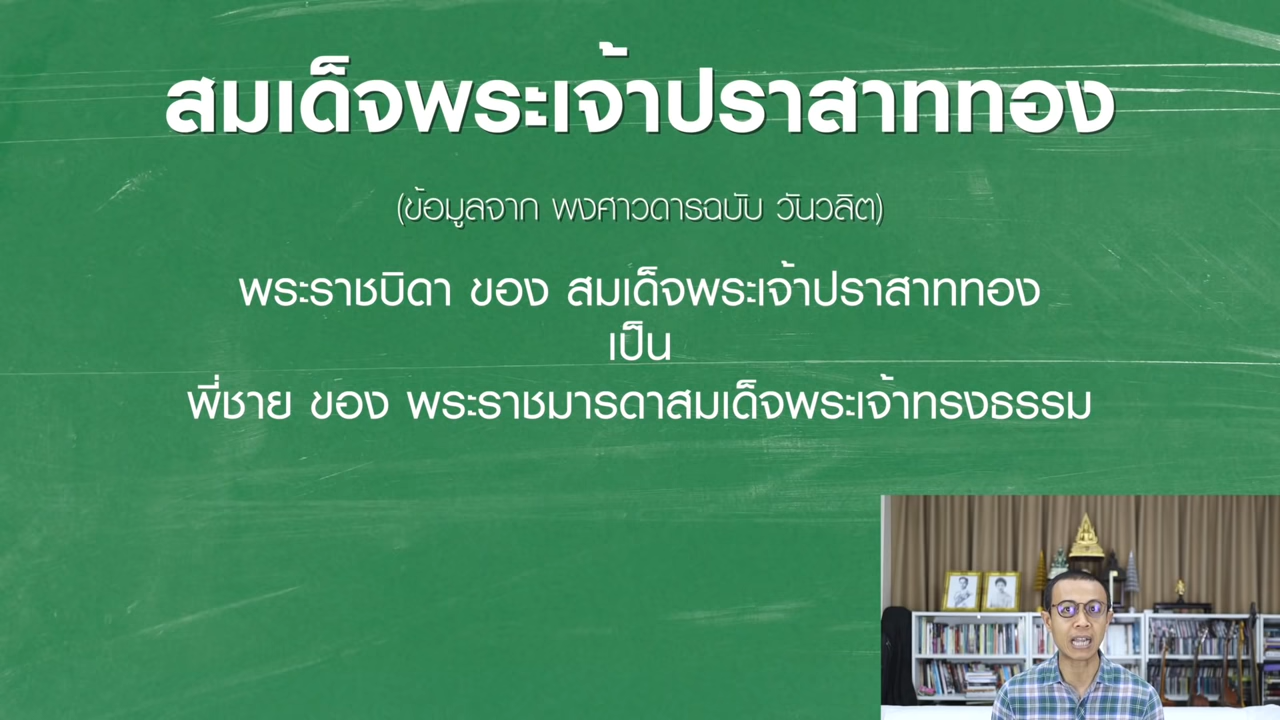 สมเด็จพระเจ้าปราสาททอง
(ข้อมูลจาก พงศาวดารฉบับ วันวลิต)
พระราชบิดา ของ สมเด็จพระเจ้าปราสาททอง
เป็น
พี่ชาย ของ พระราชมารดาสมเด็จพระเจ้าทรงธรรม